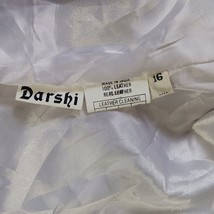 Darshi
MADE IN INDIA
100% LEATHER
REAL LEATHER
LEATHER CLEANING
16